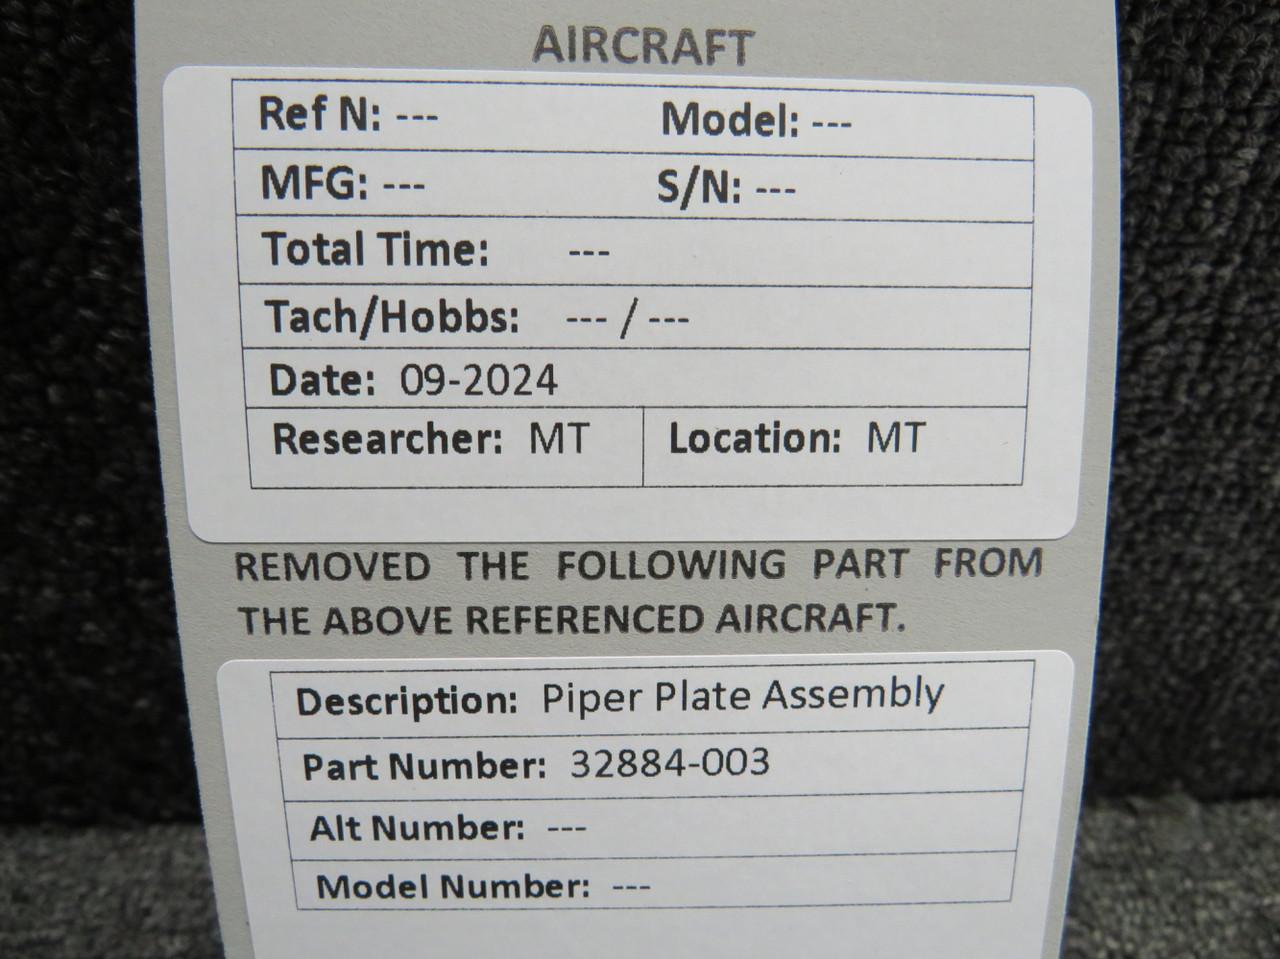 AIRCRAFT
Ref N: --- Model: ---
MFG: --- S/N: ---
Total Time: ---
Tach/Hobbs: --- / ---
Date: 09-2024
Researcher: MT Location: MT
REMOVED THE FOLLOWING PART FROM
THE ABOVE REFERENCED AIRCRAFT.
Description: Piper Plate Assembly
Part Number: 32884-003
Alt Number: ---
Model Number: ---